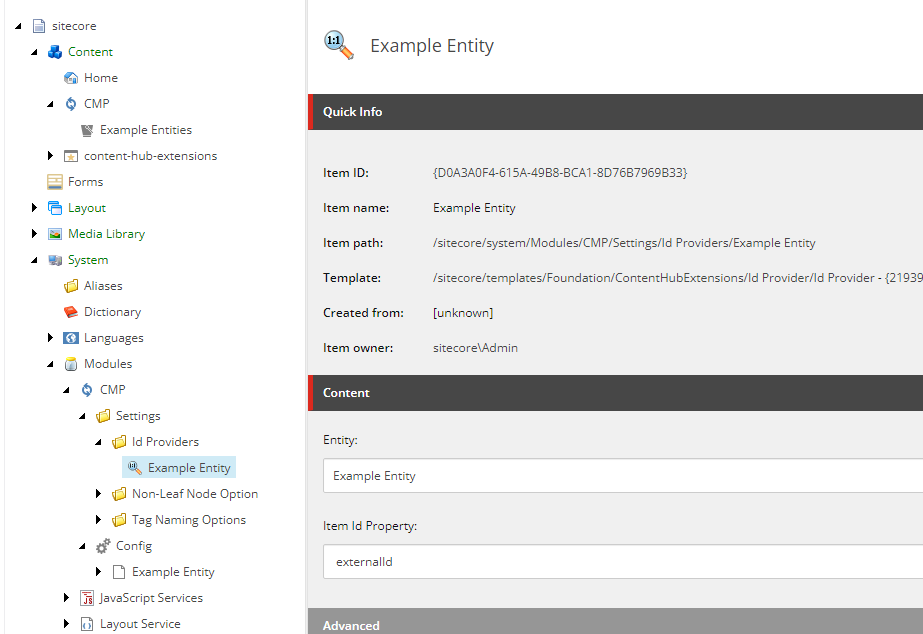 sitecore
Content
Home
CMP
Example Entities
content-hub-extensions
Forms
Layout
Media Library
System
Aliases
Dictionary
Languages
Modules
CMP
Settings
Id Providers
Example Entity
Non-Leaf Node Option
Tag Naming Options
Config
Example Entity
JavaScript Services
Layout Service
1:1 Example Entity
Quick Info
Item ID: {D0A3A0F4-615A-49B8-BCA1-8D76B7969B33}
Item name: Example Entity
Item path: /sitecore/system/Modules/CMP/Settings/Id Providers/Example Entity
Template: /sitecore/templates/Foundation/ContentHubExtensions/Id Provider/Id Provider - {21939
Created from: [unknown]
Item owner: sitecore\Admin
Content
Entity:
Example Entity
Item Id Property:
externalId
Advanced